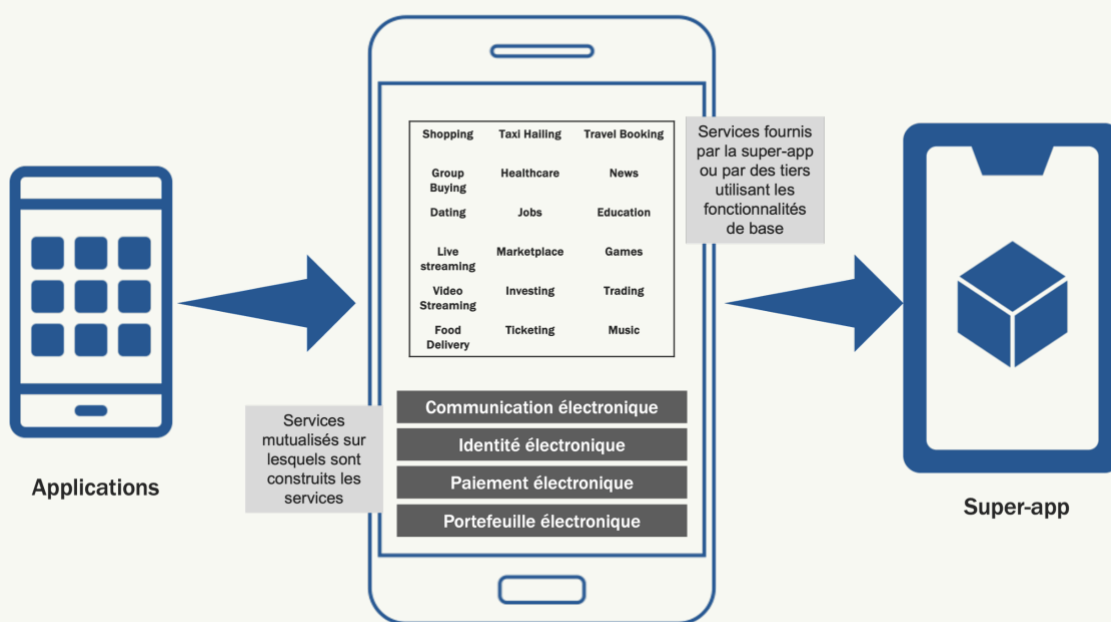 Shopping Taxi Hailing Travel Booking
Group
Buying
Healthcare News
Dating Jobs Education
Live
streaming
Marketplace Games
Video
Streaming
Investing Trading
Food
Delivery
Ticketing Music
Services fournis
par la super-app
ou par des tiers
utilisant les
fonctionnalités
de base
Services
mutualisés sur
lesquels sont
construits les
services
Communication électronique
Identité électronique
Paiement électronique
Portefeuille électronique
Applications
Super-app